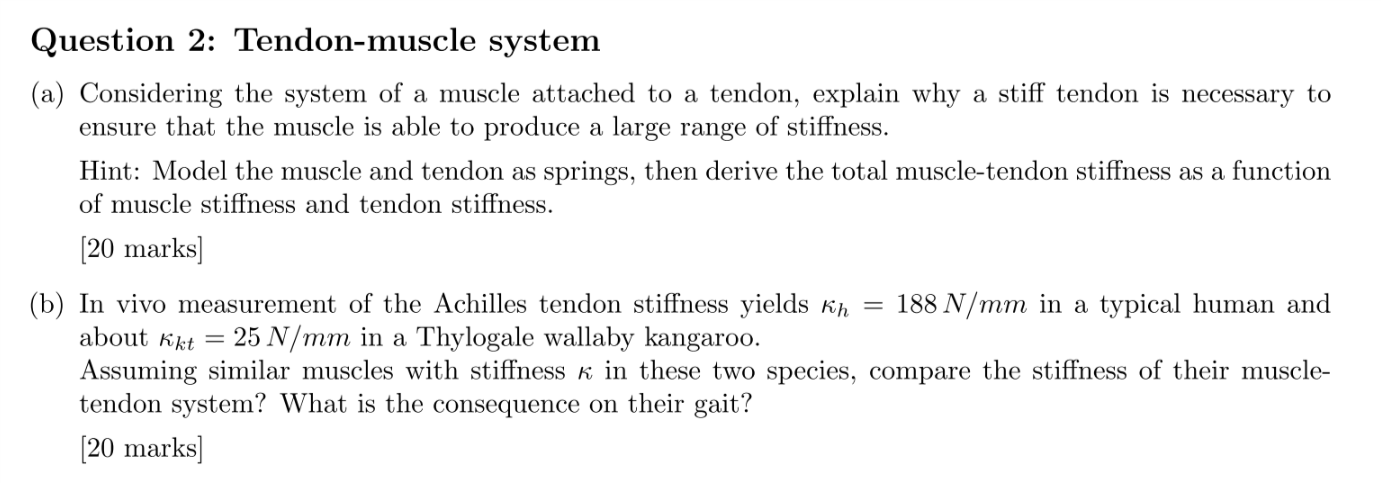 Question 2: Tendon-muscle system
(a) Considering the system of a muscle attached to a tendon, explain why a stiff tendon is necessary to
ensure that the muscle is able to produce a large range of stiffness.
Hint: Model the muscle and tendon as springs, then derive the total muscle-tendon stiffness as a function
of muscle stiffness and tendon stiffness.
[20 marks]
(b) In vivo measurement of the Achilles tendon stiffness yields κₕ = 188 N/mm in a typical human and
about κₖₜ = 25 N/mm in a Thylogale wallaby kangaroo.
Assuming similar muscles with stiffness κ in these two species, compare the stiffness of their muscle-
tendon system? What is the consequence on their gait?
[20 marks]